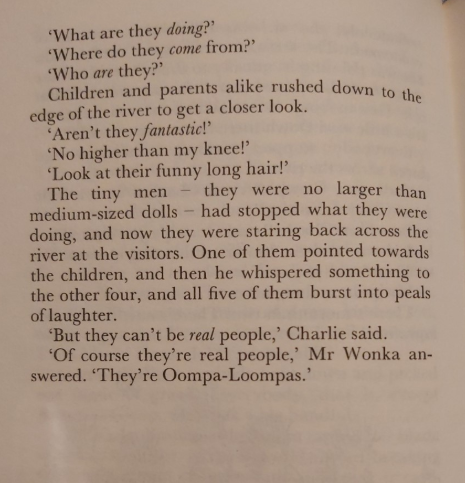 ‘What are they doing?’
‘Where do they come from?’
‘Who are they?’
Children and parents alike rushed down to the
edge of the river to get a closer look.
‘Aren’t they fantastic!’
‘No higher than my knee!’
‘Look at their funny long hair!’
The tiny men – they were no larger than
medium-sized dolls – had stopped what they were
doing, and now they were staring back across the
river at the visitors. One of them pointed towards
the children, and then he whispered something to
the other four, and all five of them burst into peals
of laughter.
‘But they can’t be real people,’ Charlie said.
‘Of course they’re real people,’ Mr Wonka an-
swered. ‘They’re Oompa-Loompas.’